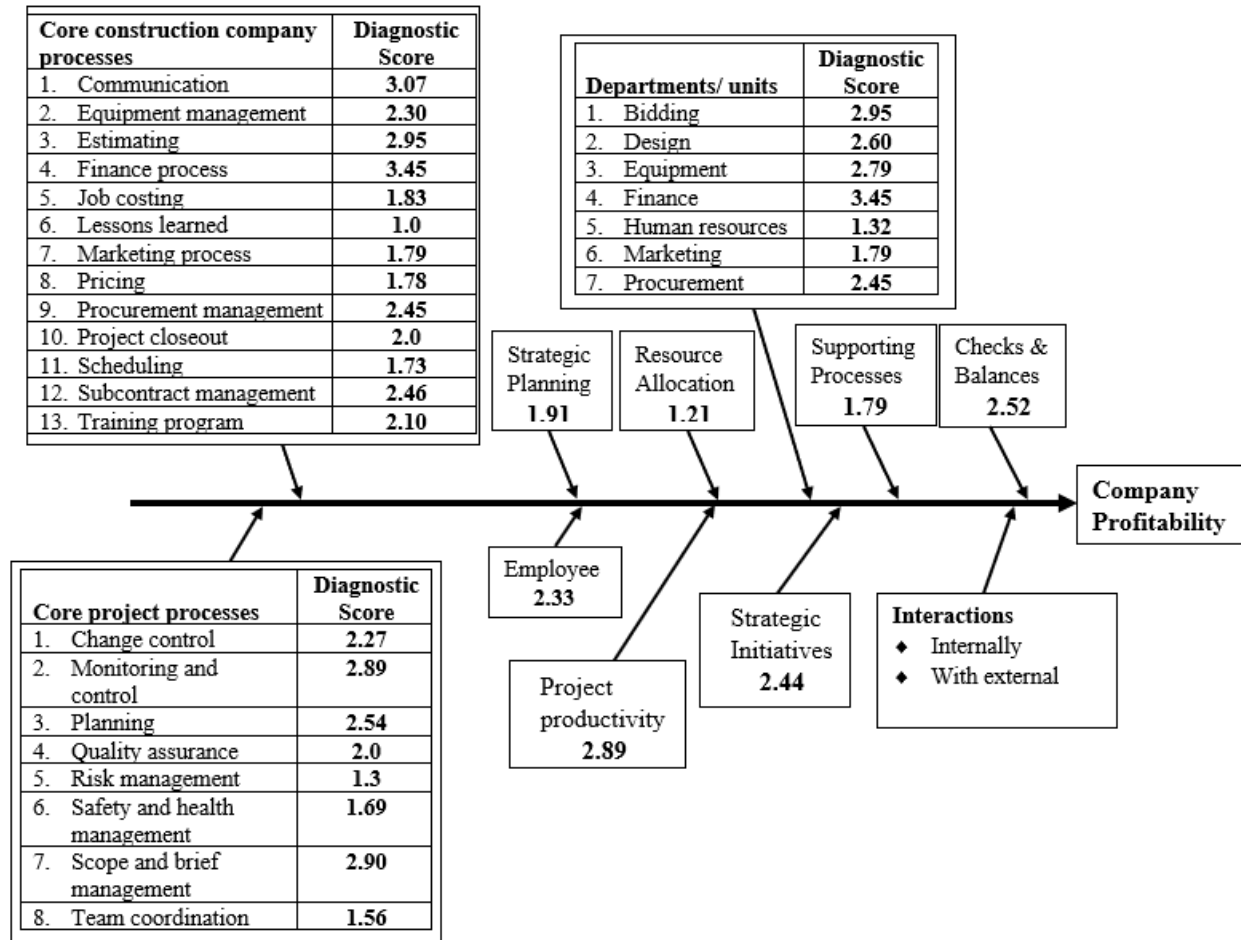 Core construction company processes Diagnostic Score
1. Communication 3.07
2. Equipment management 2.30
3. Estimating 2.95
4. Finance process 3.45
5. Job costing 1.83
6. Lessons learned 1.0
7. Marketing process 1.79
8. Pricing 1.78
9. Procurement management 2.45
10. Project closeout 2.0
11. Scheduling 1.73
12. Subcontract management 2.46
13. Training program 2.10
Departments/ units Diagnostic Score
1. Bidding 2.95
2. Design 2.60
3. Equipment 2.79
4. Finance 3.45
5. Human resources 1.32
6. Marketing 1.79
7. Procurement 2.45
Strategic
Planning
1.91
Resource
Allocation
1.21
Supporting
Processes
1.79
Checks &
Balances
2.52
Company
Profitability
Core project processes Diagnostic Score
1. Change control 2.27
2. Monitoring and control 2.89
3. Planning 2.54
4. Quality assurance 2.0
5. Risk management 1.3
6. Safety and health management 1.69
7. Scope and brief management 2.90
8. Team coordination 1.56
Employee
2.33
Project
productivity
2.89
Strategic
Initiatives
2.44
Interactions
♦ Internally
♦ With external